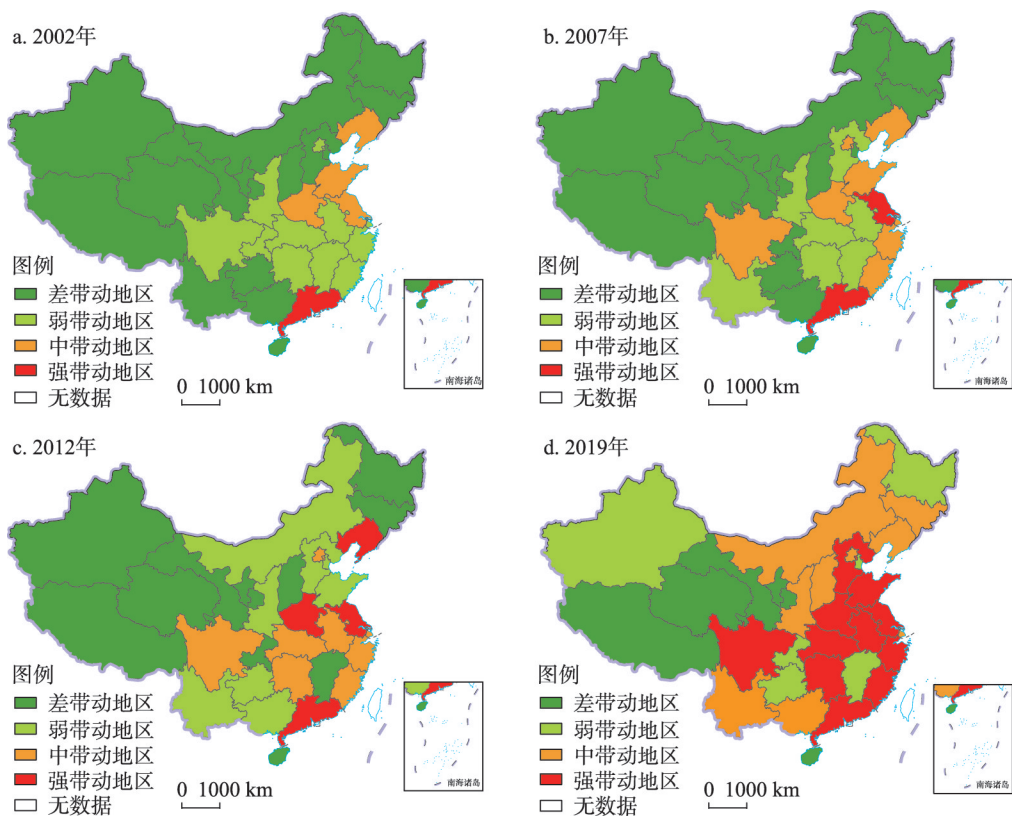 a. 2002年
图例
差带动地区
弱带动地区
中带动地区
强带动地区
无数据
0 1000 km
南海诸岛
b. 2007年
图例
差带动地区
弱带动地区
中带动地区
强带动地区
无数据
0 1000 km
南海诸岛
c. 2012年
图例
差带动地区
弱带动地区
中带动地区
强带动地区
无数据
0 1000 km
南海诸岛
d. 2019年
图例
差带动地区
弱带动地区
中带动地区
强带动地区
无数据
0 1000 km
南海诸岛